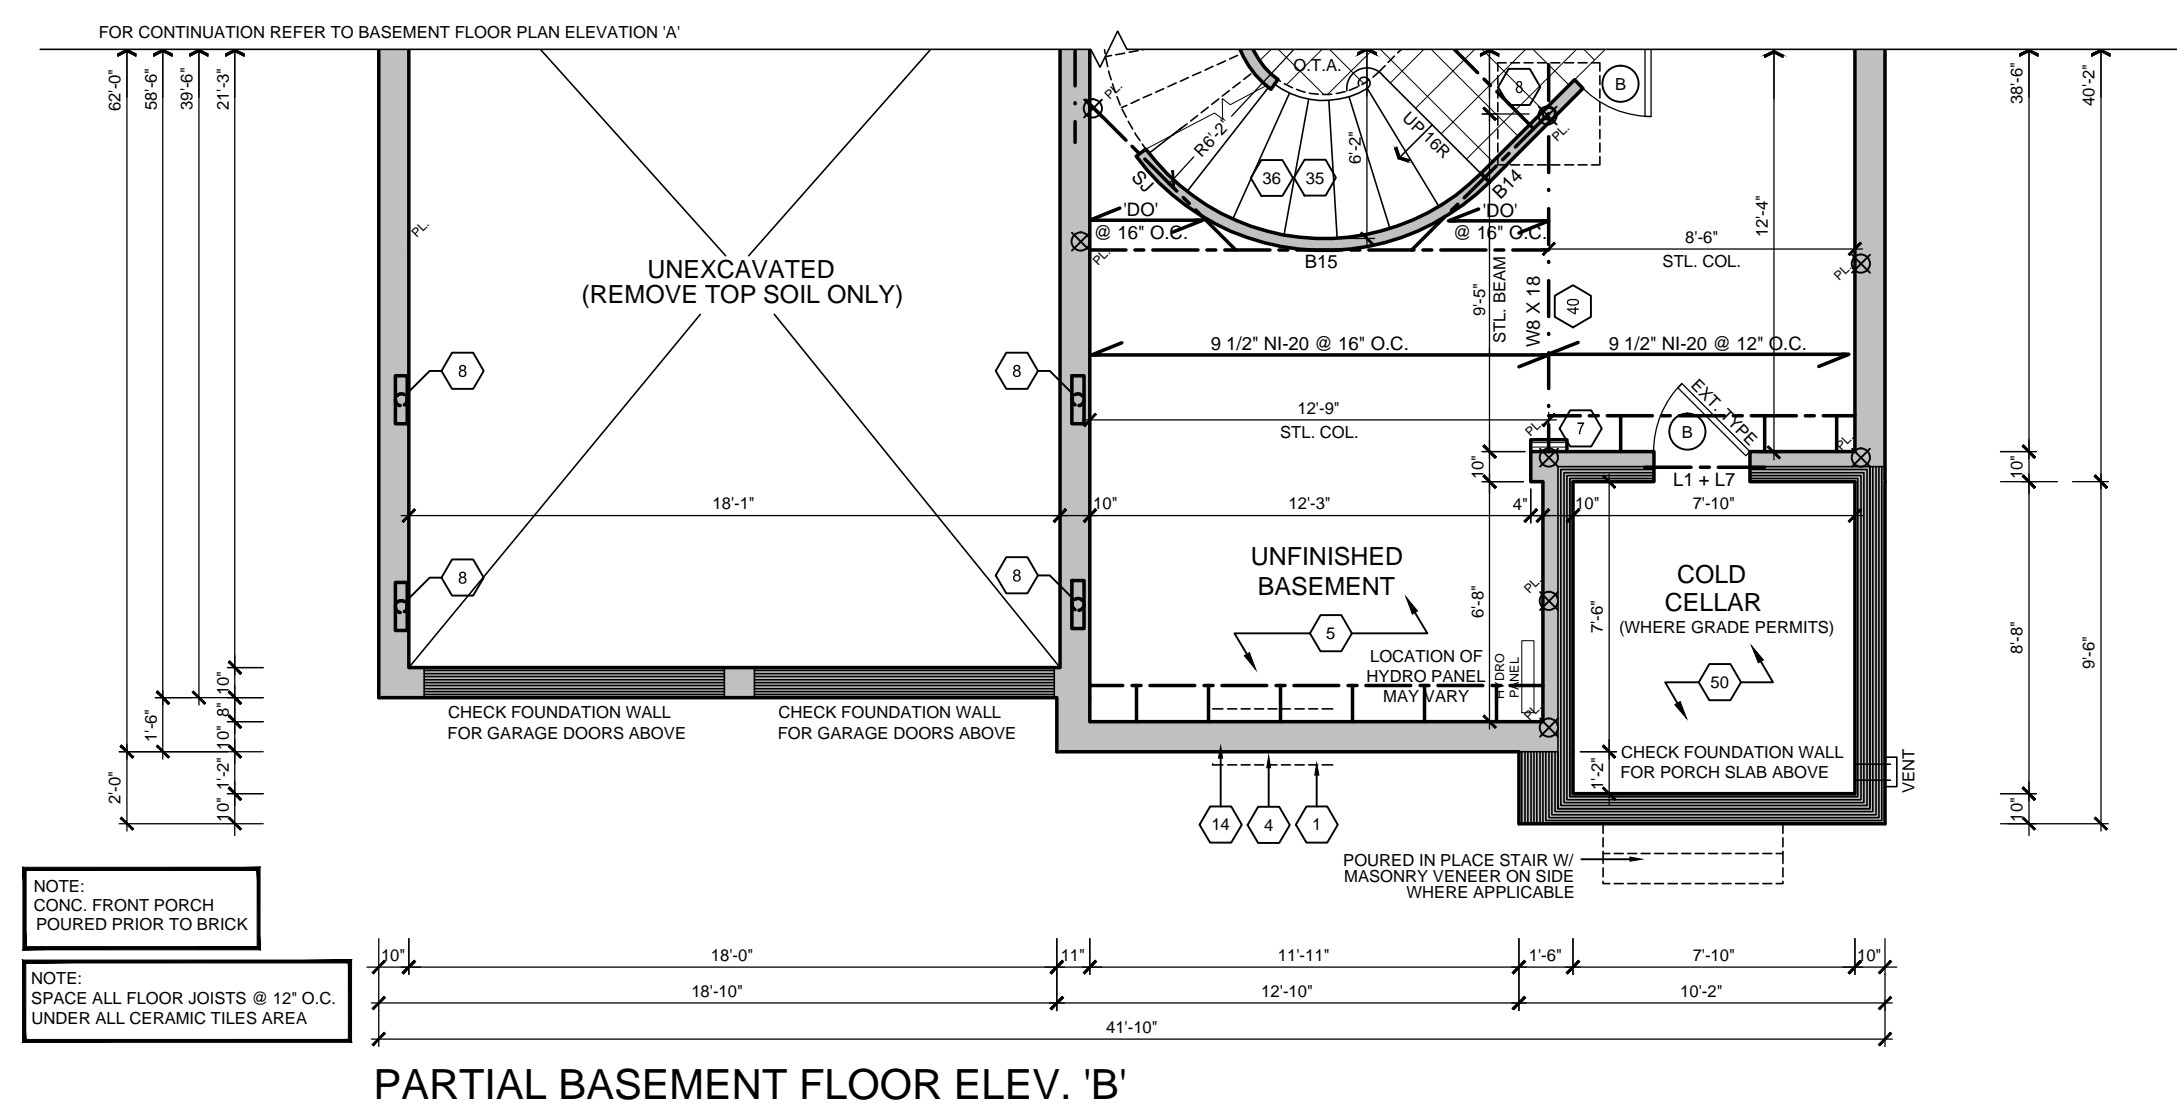 FOR CONTINUATION REFER TO BASEMENT FLOOR PLAN ELEVATION 'A'
62'-0"
58'-6"
39'-6"
21'-3"
38'-6"
40'-2"
O.T.A.
8
B
PL.
PL.
R6'-2"
UP 16R
6'-2"
36
35
SJ
B14
'DO'
@ 16" O.C.
'DO'
@ 16" O.C.
12'-4"
PL.
PL.
B15
8'-6"
STL. COL.
PL.
UNEXCAVATED
(REMOVE TOP SOIL ONLY)
9'-5"
STL. BEAM
W8 X 18
40
9 1/2" NI-20 @ 16" O.C.
9 1/2" NI-20 @ 12" O.C.
8
8
12'-9"
STL. COL.
PL.
7
B
EXT. TYPE
PL.
10"
L1 + L7
10"
18'-1"
10"
12'-3"
4"
10"
7'-10"
UNFINISHED
BASEMENT
COLD
CELLAR
(WHERE GRADE PERMITS)
8
8
PL.
6'-8"
7'-6"
8'-8"
9'-6"
5
LOCATION OF
HYDRO PANEL
MAY VARY
HYDRO
PANEL
PL.
50
10"
8"
10"
1'-2"
10"
1'-6"
2'-0"
CHECK FOUNDATION WALL
FOR GARAGE DOORS ABOVE
CHECK FOUNDATION WALL
FOR GARAGE DOORS ABOVE
1'-2"
CHECK FOUNDATION WALL
FOR PORCH SLAB ABOVE
VENT
10"
14
4
1
POURED IN PLACE STAIR W/
MASONRY VENEER ON SIDE
WHERE APPLICABLE
NOTE:
CONC. FRONT PORCH
POURED PRIOR TO BRICK
NOTE:
SPACE ALL FLOOR JOISTS @ 12" O.C.
UNDER ALL CERAMIC TILES AREA
10"
18'-0"
11"
11'-11"
1'-6"
7'-10"
10"
18'-10"
12'-10"
10'-2"
41'-10"
PARTIAL BASEMENT FLOOR ELEV. 'B'